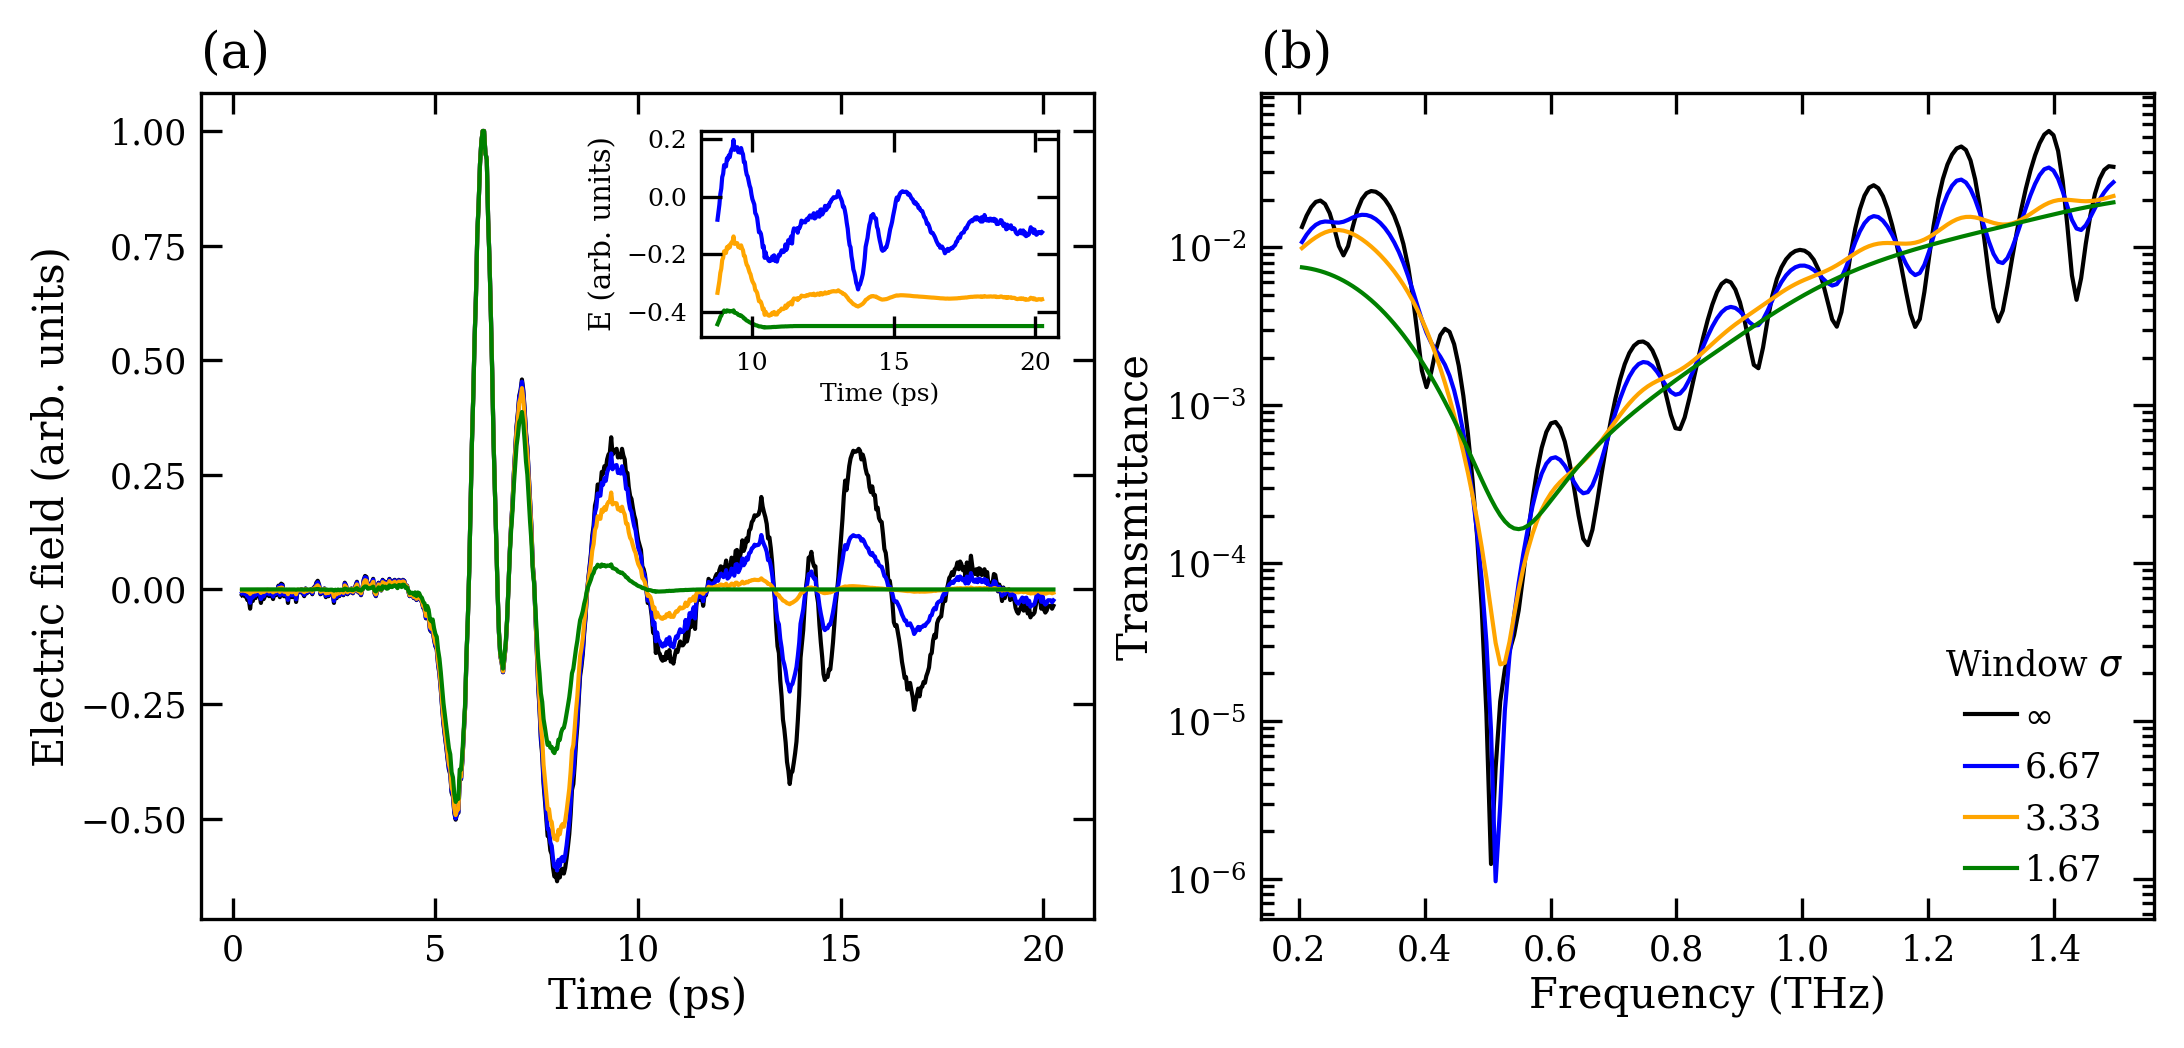 (a)
Electric field (arb. units)
1.00
0.75
0.50
0.25
0.00
−0.25
−0.50
0 5 10 15 20
Time (ps)
E (arb. units)
0.2
0.0
−0.2
−0.4
10 15 20
Time (ps)
(b)
Transmittance
10⁻²
10⁻³
10⁻⁴
10⁻⁵
10⁻⁶
0.2 0.4 0.6 0.8 1.0 1.2 1.4
Frequency (THz)
Window σ
∞
6.67
3.33
1.67